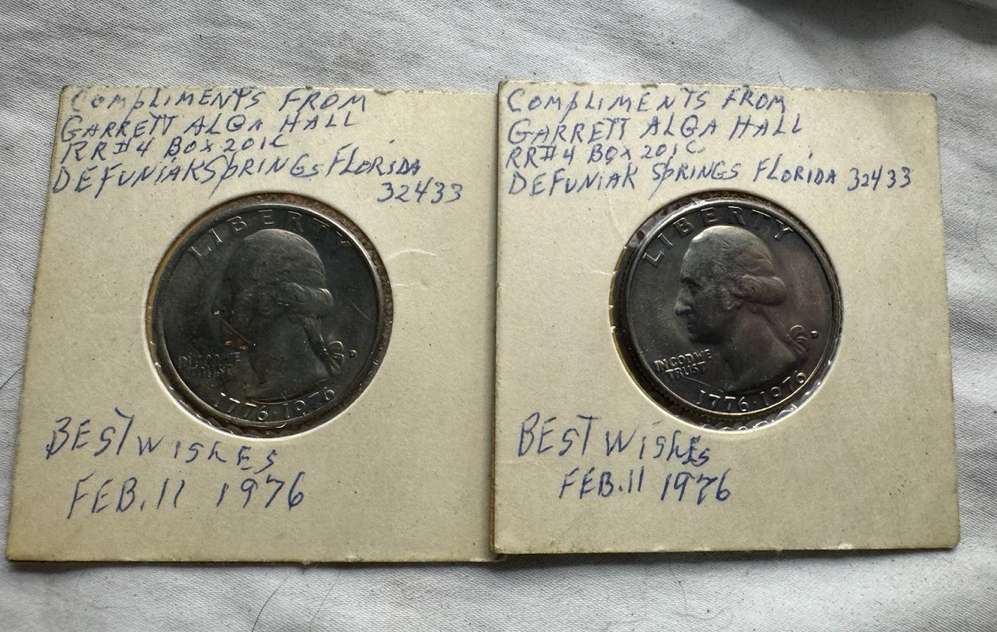 COMPLIMENTS FROM
GARRETT ALGA HALL
RR#4 BOX 201C
DEFUNIAK SPRINGS FLORIDA
32433
LIBERTY
IN GOD WE
TRUST
D
1776·1976
BEST WISHES
FEB. 11 1976
COMPLIMENTS FROM
GARRETT ALGA HALL
RR#4 BOX 201C
DEFUNIAK SPRINGS FLORIDA 32433
LIBERTY
IN GOD WE
TRUST
D
1776·1976
BEST WISHES
FEB. 11 1976